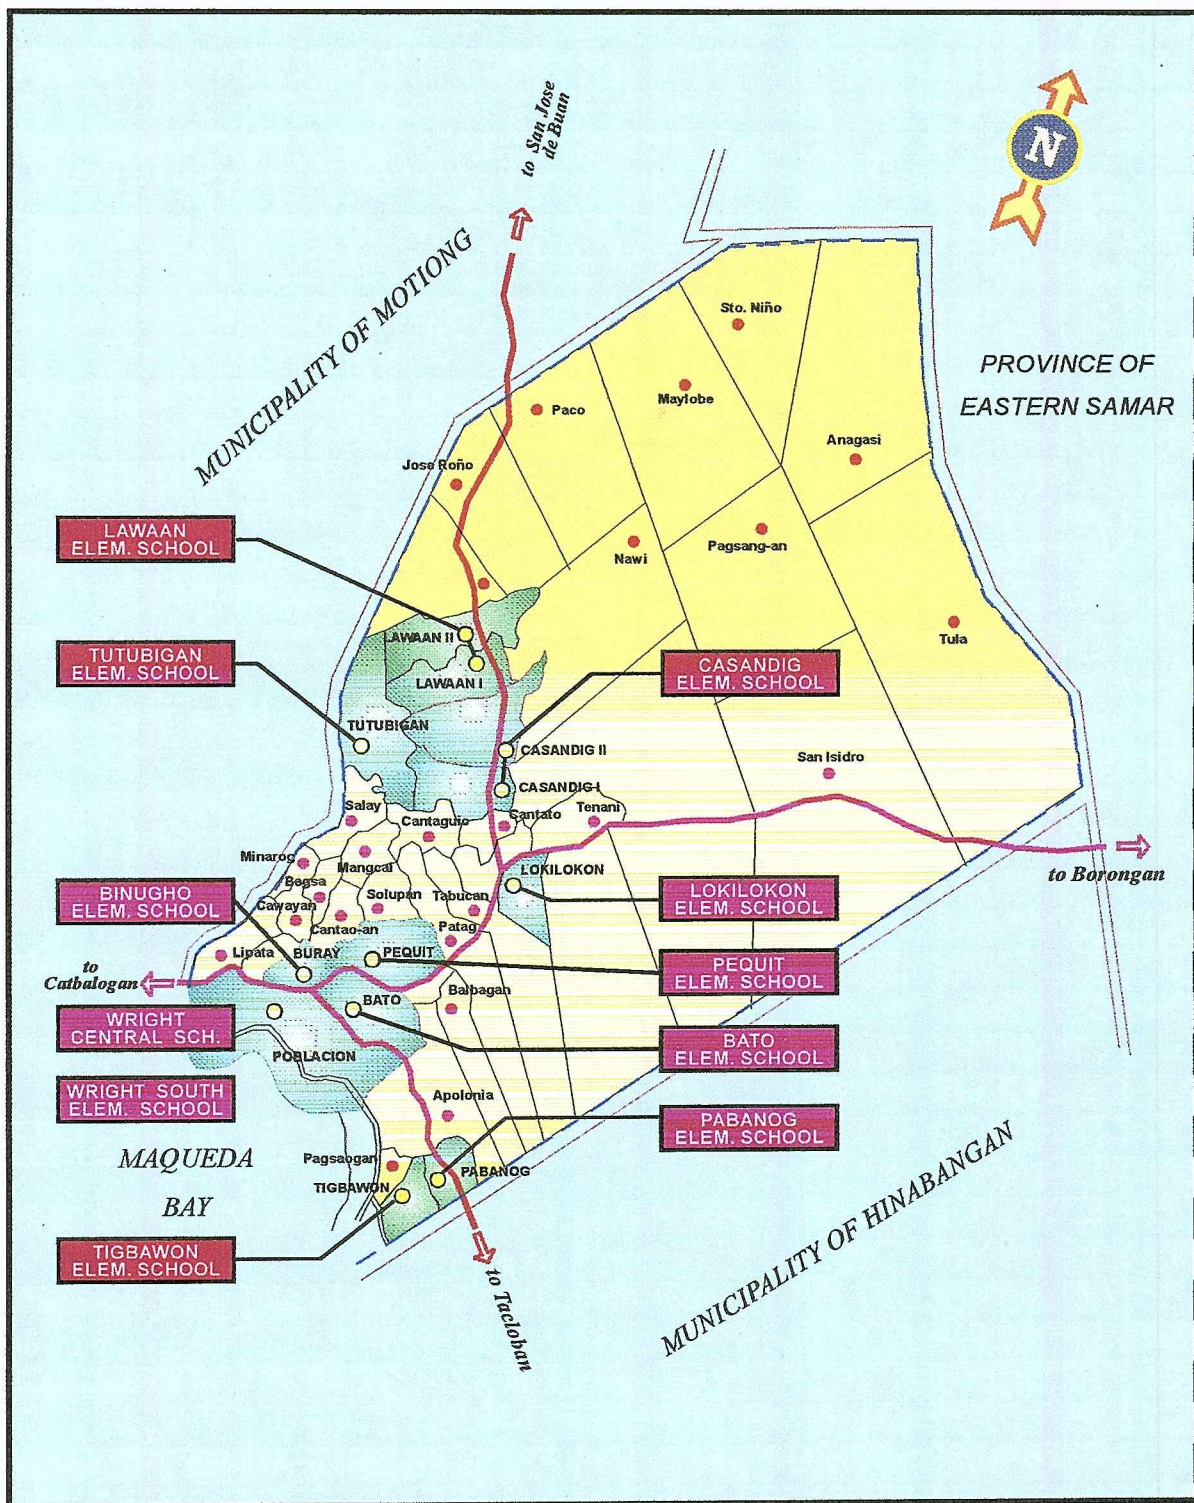 to San Jose
de Buan
N
MUNICIPALITY OF MOTIONG
PROVINCE OF
EASTERN SAMAR
Sto. Niño
Maylobe
Paco
Anagasi
Jose Roño
Nawi
Pagsang-an
Tula
LAWAAN
ELEM. SCHOOL
LAWAAN II
LAWAAN I
TUTUBIGAN
ELEM. SCHOOL
TUTUBIGAN
CASANDIG
ELEM. SCHOOL
CASANDIG II
CASANDIG I
San Isidro
Salay
Cantaguic
Cantato
Tenani
Minarog
Mangcal
LOKILOKON
to Borongan
Begsa
Solupan
Tabucan
BINUGHO
ELEM. SCHOOL
LOKILOKON
ELEM. SCHOOL
Cawayan
Cantao-an
Patag
Lipata
BURAY
PEQUIT
PEQUIT
ELEM. SCHOOL
to
Catbalogan
Balbagan
BATO
WRIGHT
CENTRAL SCH.
BATO
ELEM. SCHOOL
POBLACION
WRIGHT SOUTH
ELEM. SCHOOL
Apolonia
PABANOG
ELEM. SCHOOL
MAQUEDA
BAY
Pagsaogan
PABANOG
TIGBAWON
TIGBAWON
ELEM. SCHOOL
to Tacloban
MUNICIPALITY OF HINABANGAN